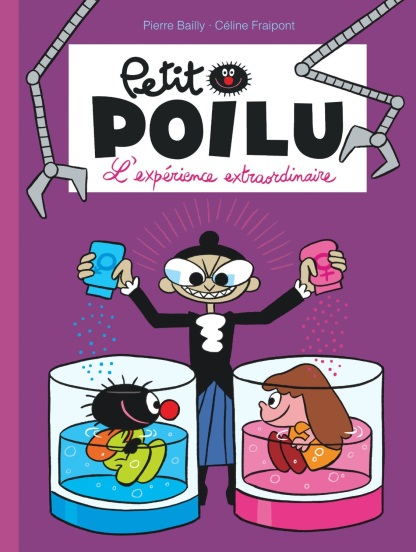 Pierre Bailly · Céline Fraipont
Petit
POILU
L'expérience extraordinaire